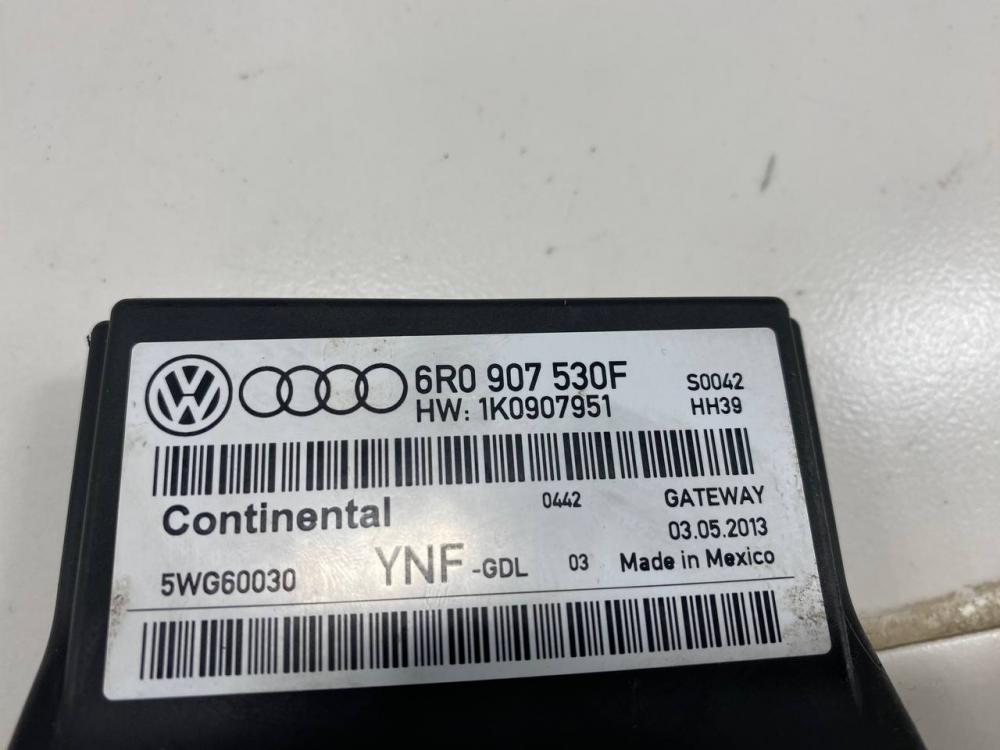 6R0 907 530F S0042
HW: 1K0907951 HH39
Continental 0442 GATEWAY
03.05.2013
5WG60030 YNF -GDL 03 Made in Mexico